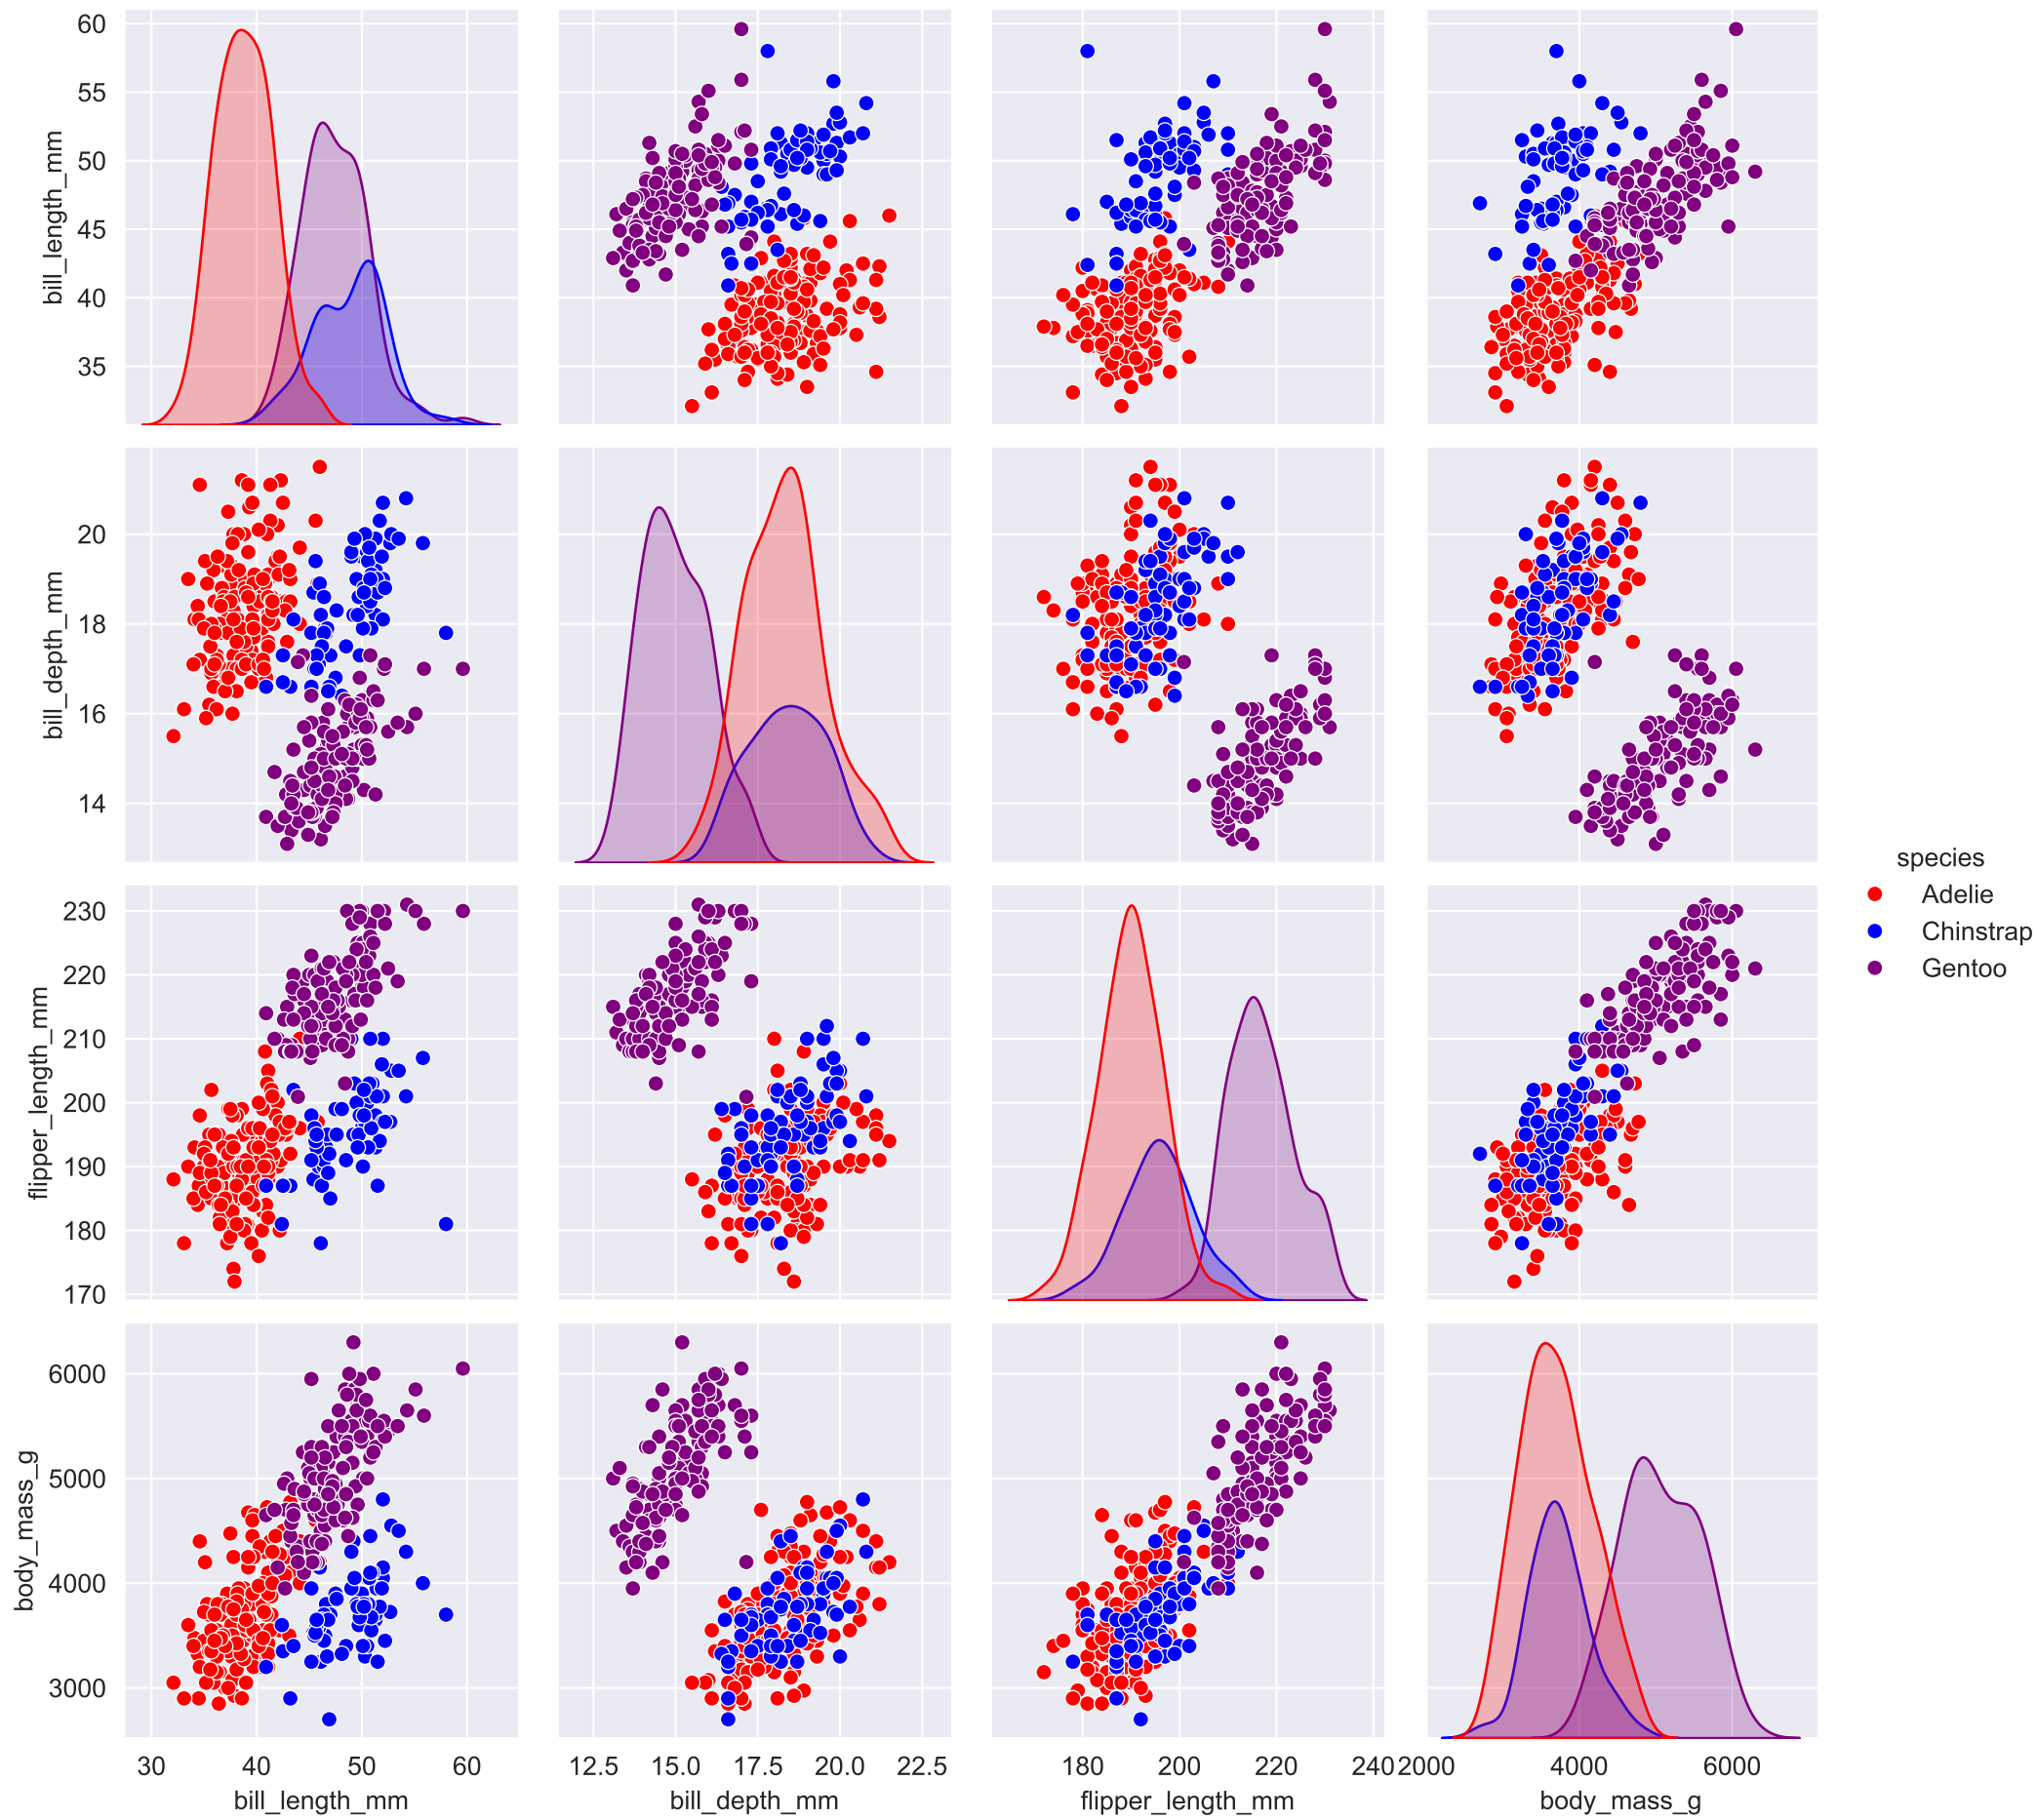 60
55
50
45
40
35
bill_length_mm
20
18
16
14
bill_depth_mm
species
Adelie
Chinstrap
Gentoo
230
220
210
200
190
180
170
flipper_length_mm
6000
5000
4000
3000
body_mass_g
30 40 50 60
bill_length_mm
12.5 15.0 17.5 20.0 22.5
bill_depth_mm
180 200 220 240
flipper_length_mm
2000 4000 6000
body_mass_g